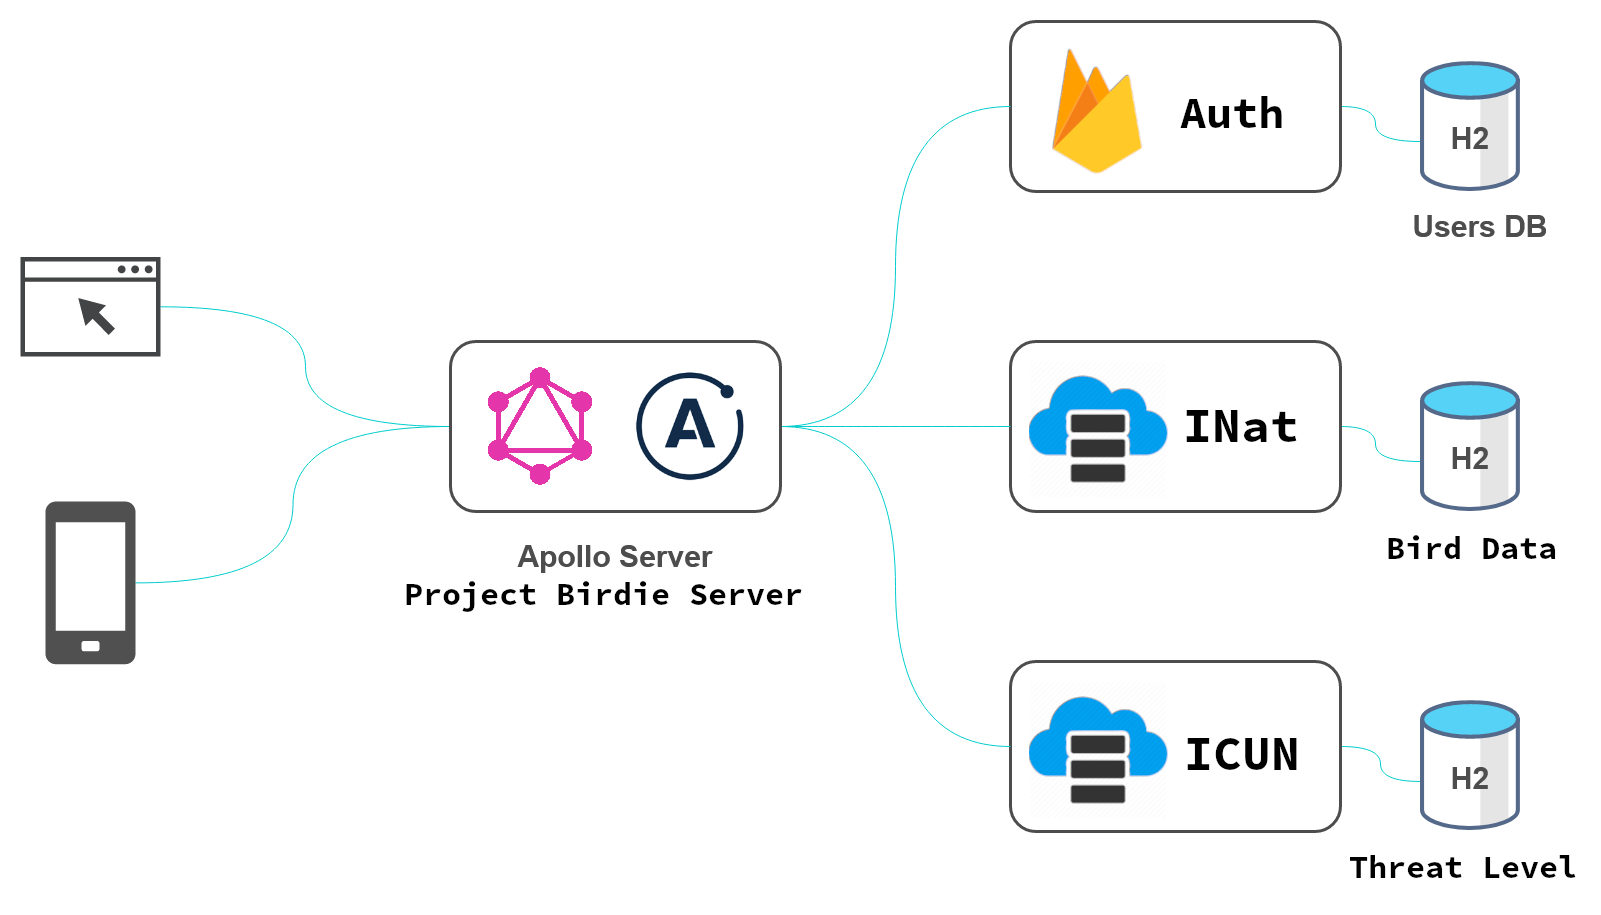 Auth
H2
Users DB
A
Apollo Server
Project Birdie Server
INat
H2
Bird Data
ICUN
H2
Threat Level